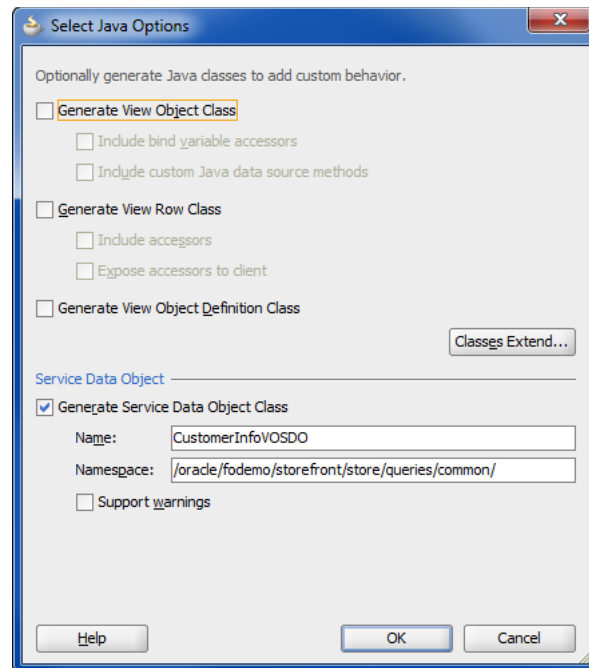 Select Java Options
Optionally generate Java classes to add custom behavior.
Generate View Object Class
Include bind variable accessors
Include custom Java data source methods
Generate View Row Class
Include accessors
Expose accessors to client
Generate View Object Definition Class
Classes Extend...
Service Data Object
Generate Service Data Object Class
Name: CustomerInfoVOSDO
Namespace: /oracle/fodemo/storefront/store/queries/common/
Support warnings
Help OK Cancel